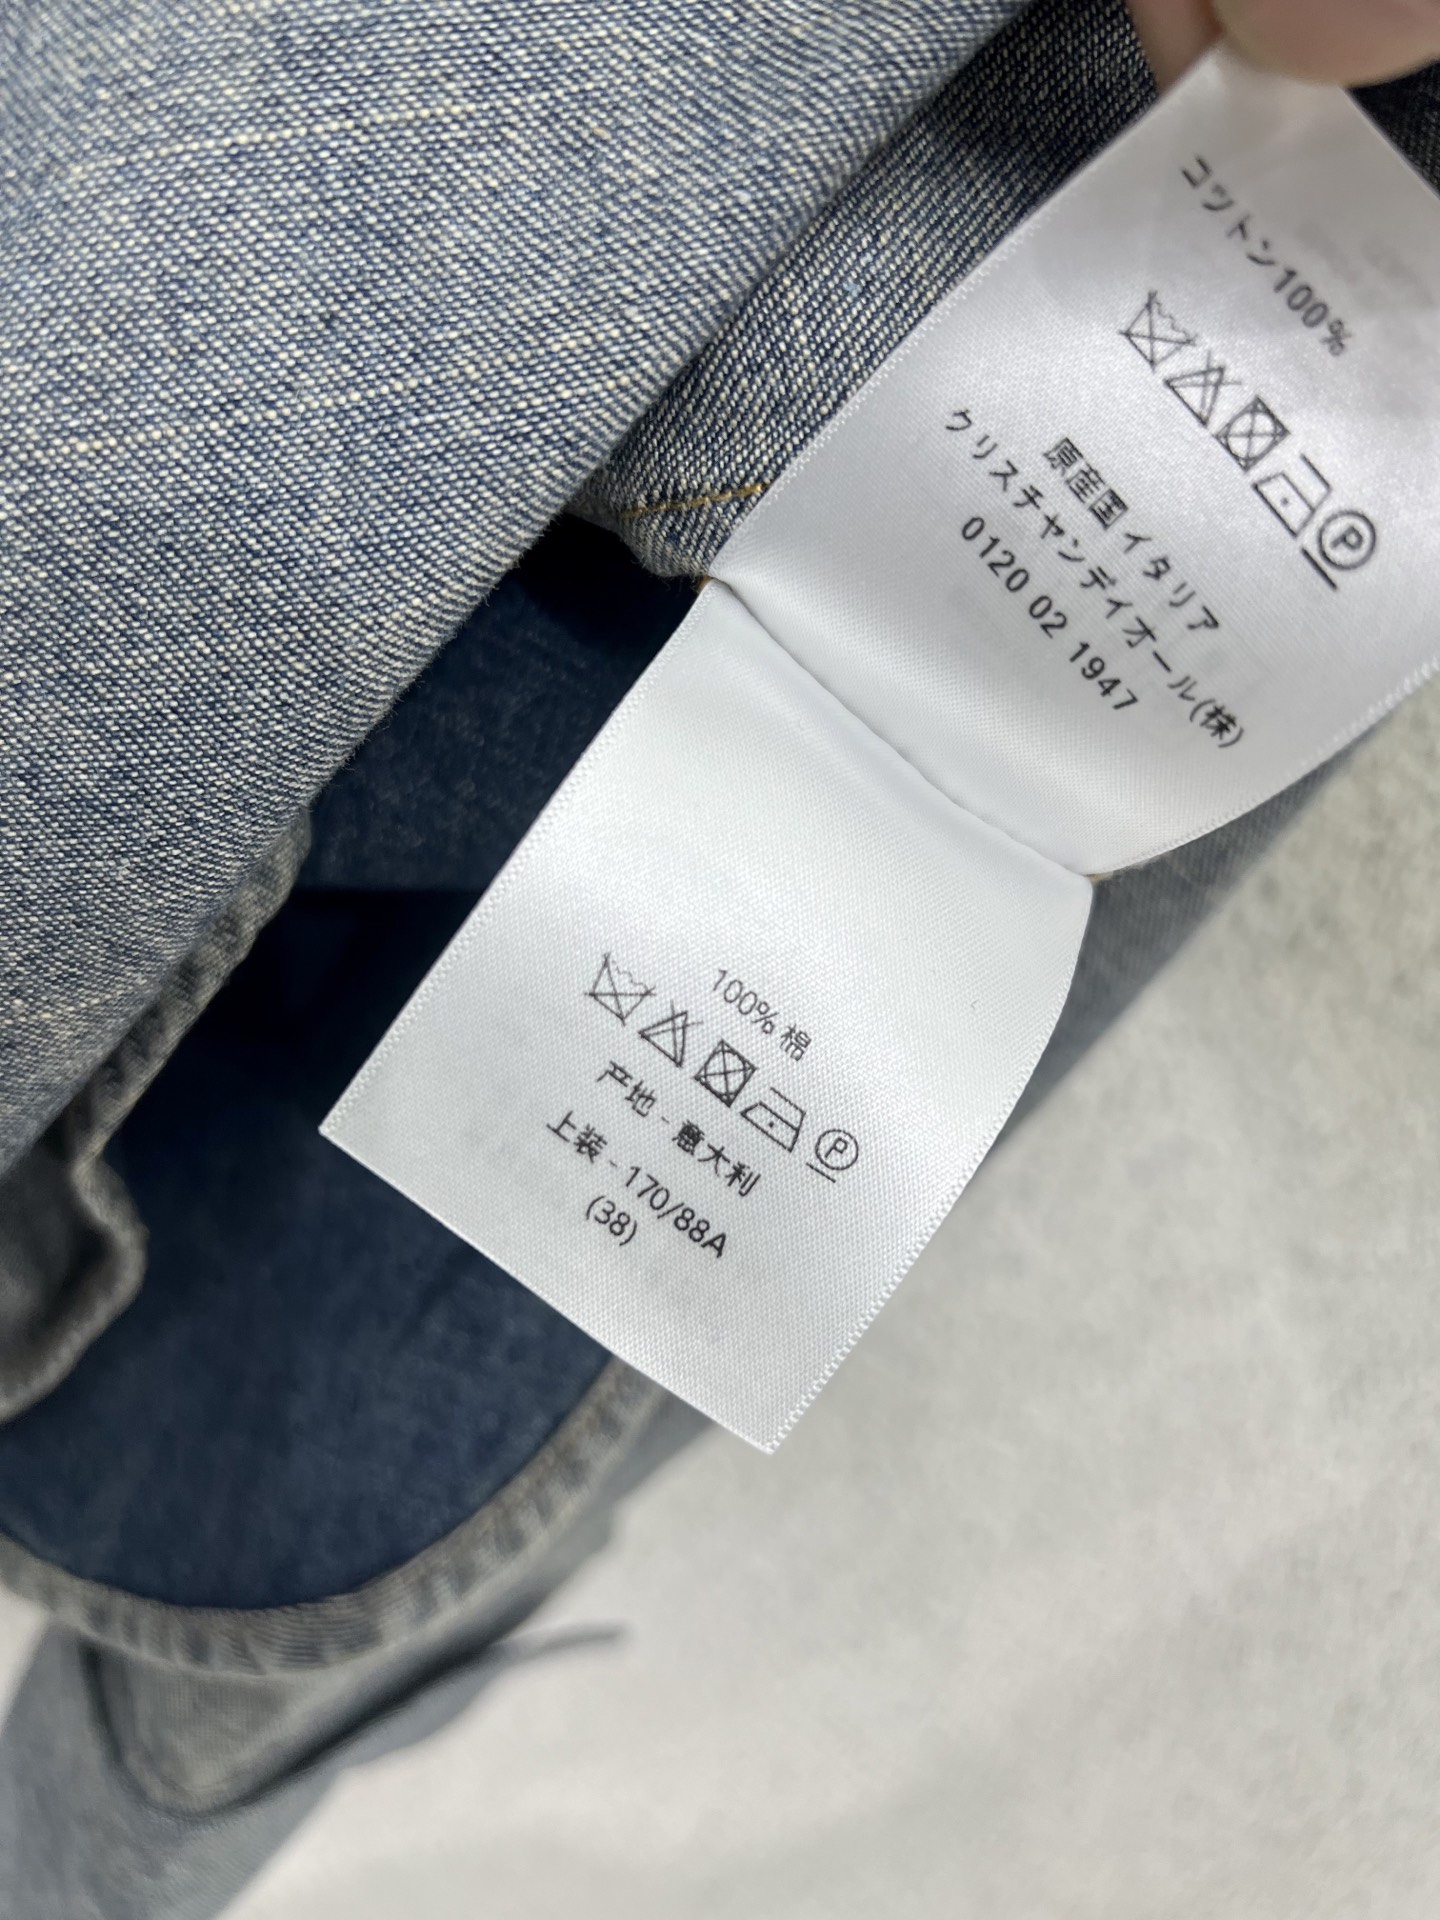 コットン100%
P
原産国 イタリア
クリスチャンディオール(株)
0120 02 1947
100% 棉
P
产地 - 意大利
上装 - 170/88A
(38)